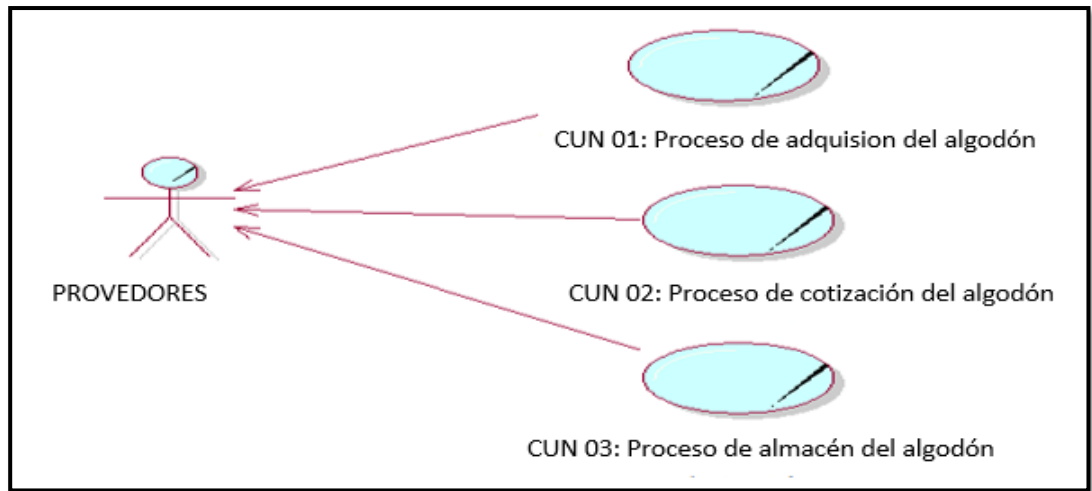 CUN 01: Proceso de adquision del algodón
PROVEDORES
CUN 02: Proceso de cotización del algodón
CUN 03: Proceso de almacén del algodón